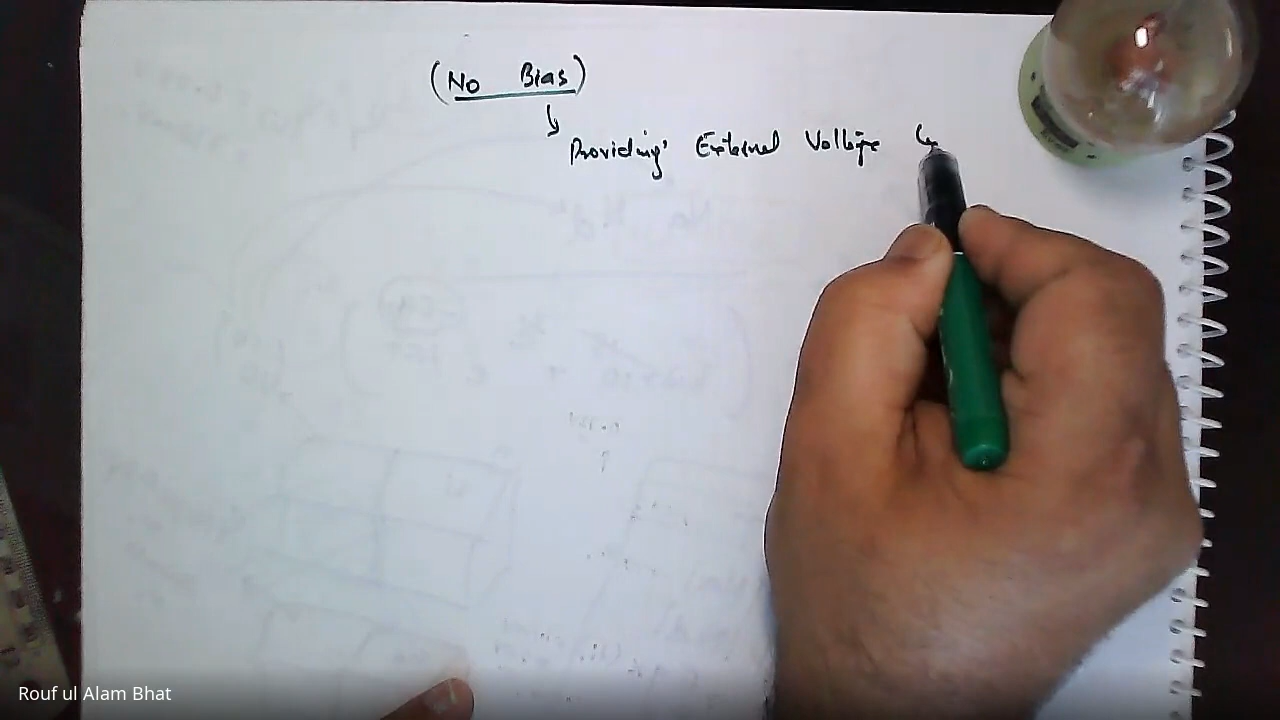 (No Bias)
Providing External Voltage
Rouf ul Alam Bhat